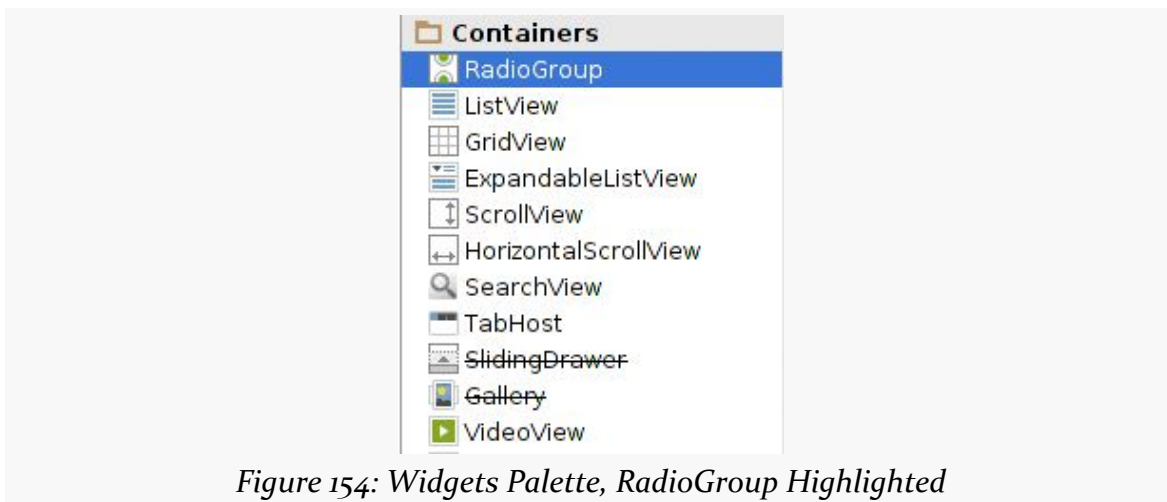 Containers
RadioGroup
ListView
GridView
ExpandableListView
ScrollView
HorizontalScrollView
SearchView
TabHost
SlidingDrawer
Gallery
VideoView
Figure 154: Widgets Palette, RadioGroup Highlighted